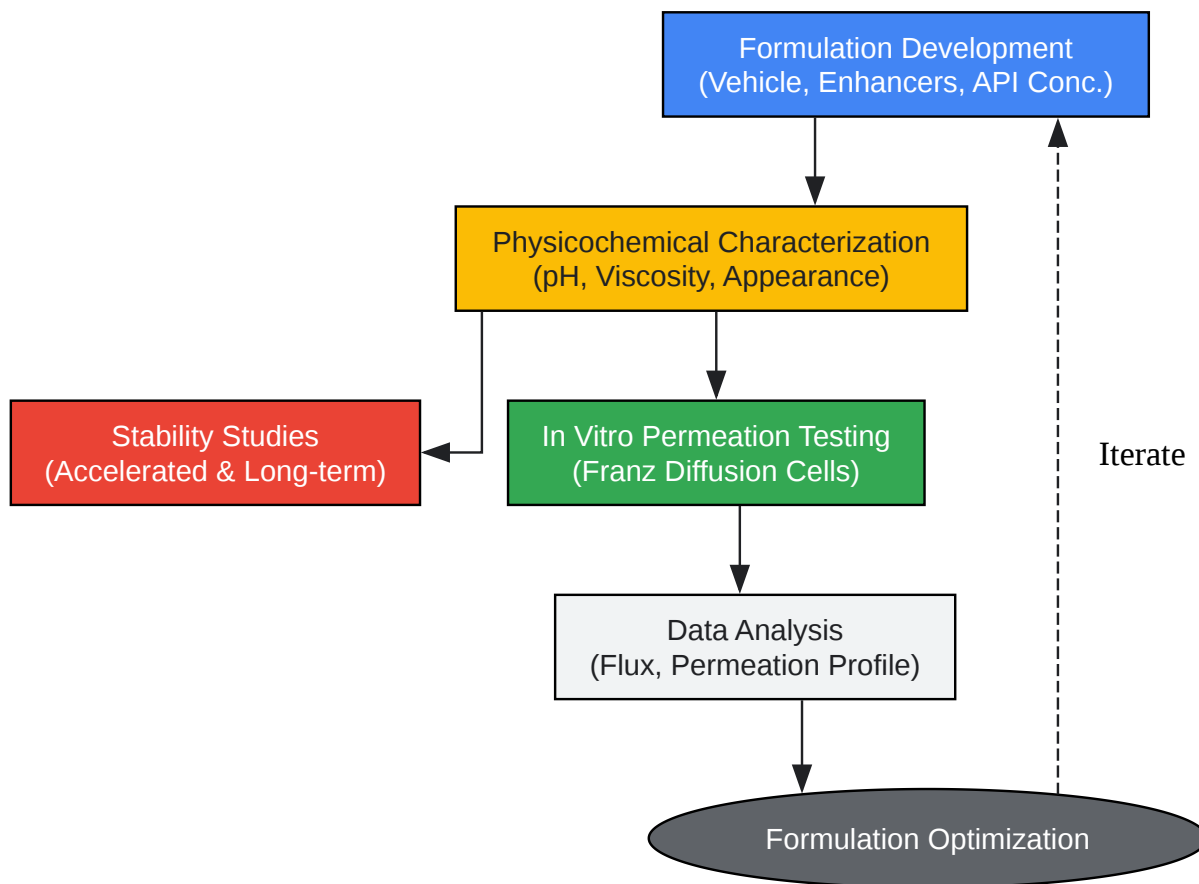 Formulation Development
(Vehicle, Enhancers, API Conc.)
Physicochemical Characterization
(pH, Viscosity, Appearance)
Stability Studies
(Accelerated & Long-term)
In Vitro Permeation Testing
(Franz Diffusion Cells)
Iterate
Data Analysis
(Flux, Permeation Profile)
Formulation Optimization